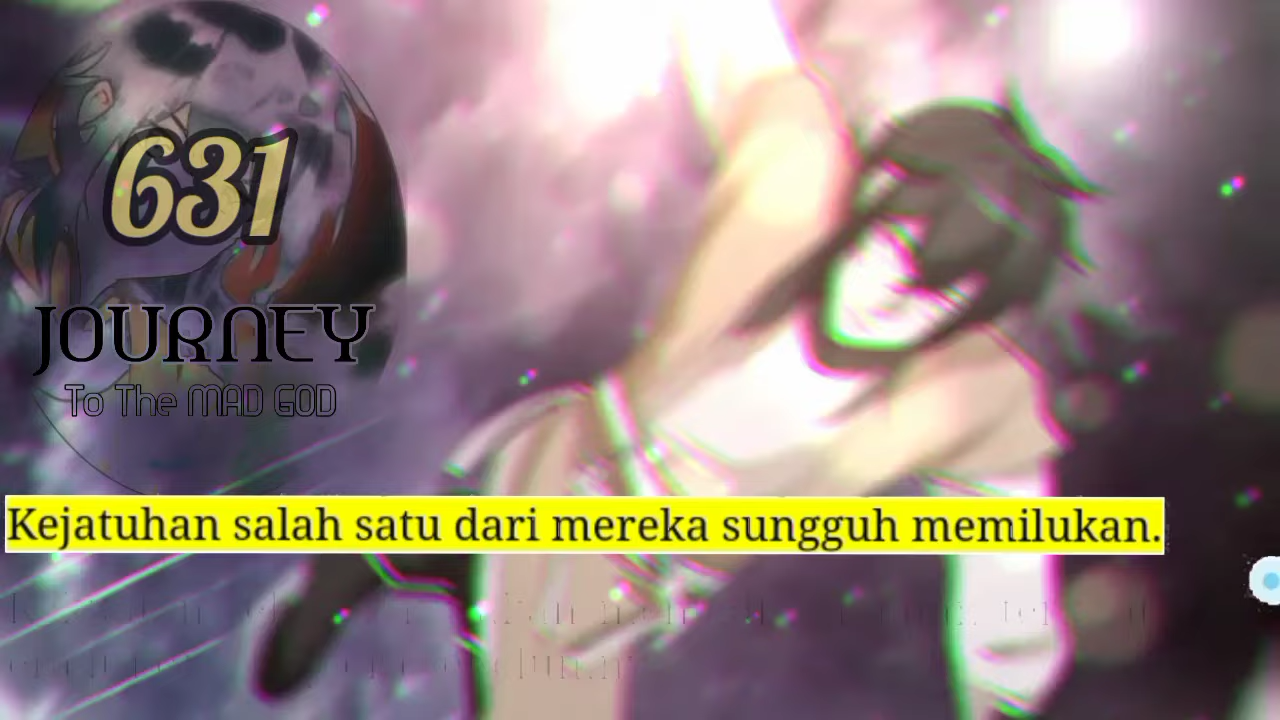 631
JOURNEY
To The MAD GOD
Kejatuhan salah satu dari mereka sungguh memilukan.